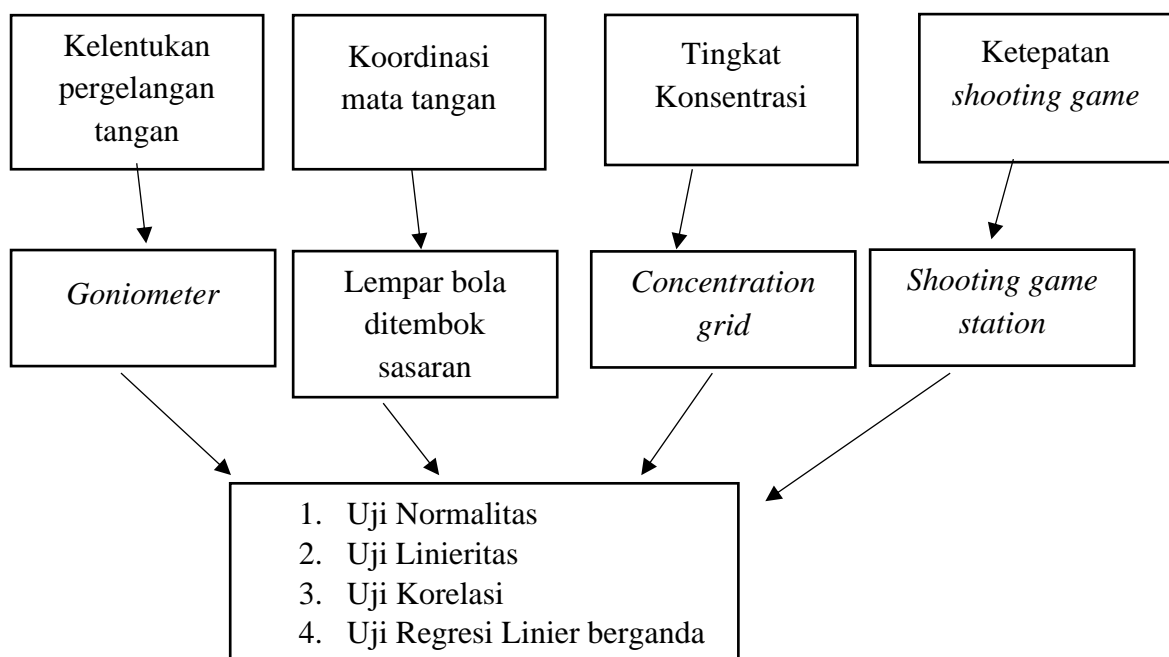 Kelentukan
pergelangan
tangan
Koordinasi
mata tangan
Tingkat
Konsentrasi
Ketepatan
shooting game
Goniometer
Lempar bola
ditembok
sasaran
Concentration
grid
Shooting game
station
1. Uji Normalitas
2. Uji Linieritas
3. Uji Korelasi
4. Uji Regresi Linier berganda